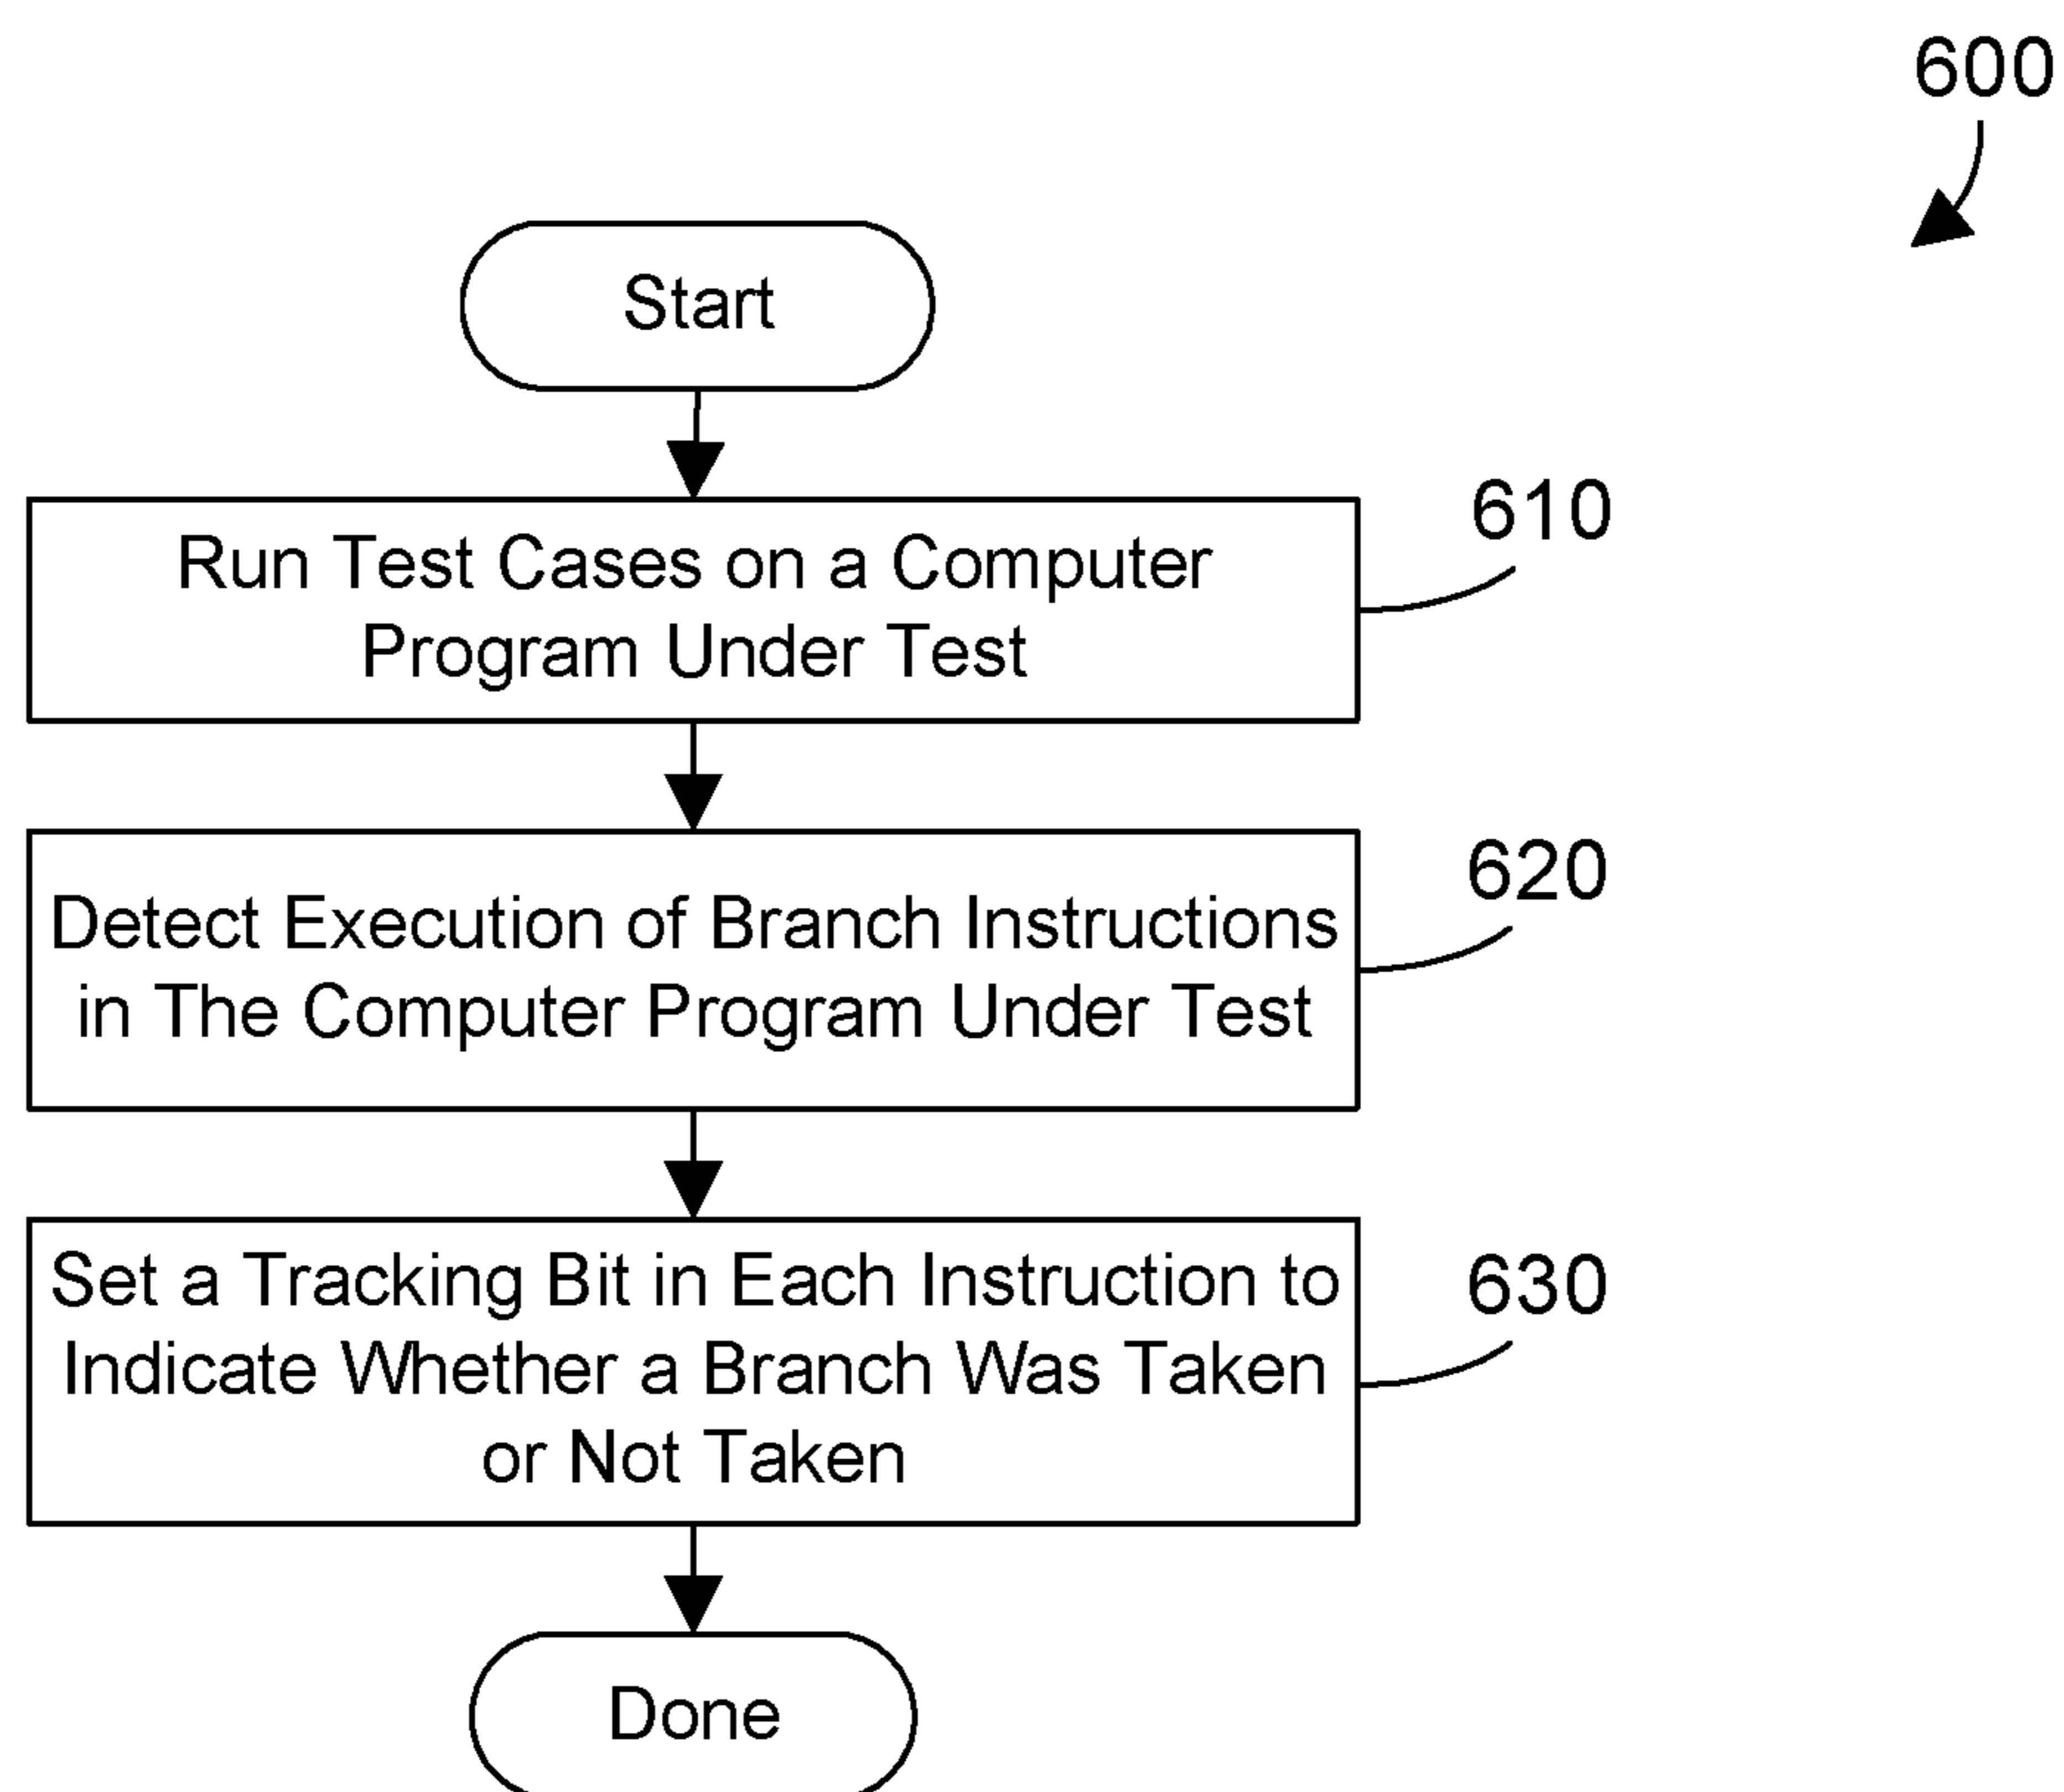 600
Start
Run Test Cases on a Computer
Program Under Test
610
Detect Execution of Branch Instructions
in The Computer Program Under Test
620
Set a Tracking Bit in Each Instruction to
Indicate Whether a Branch Was Taken
or Not Taken
630
Done